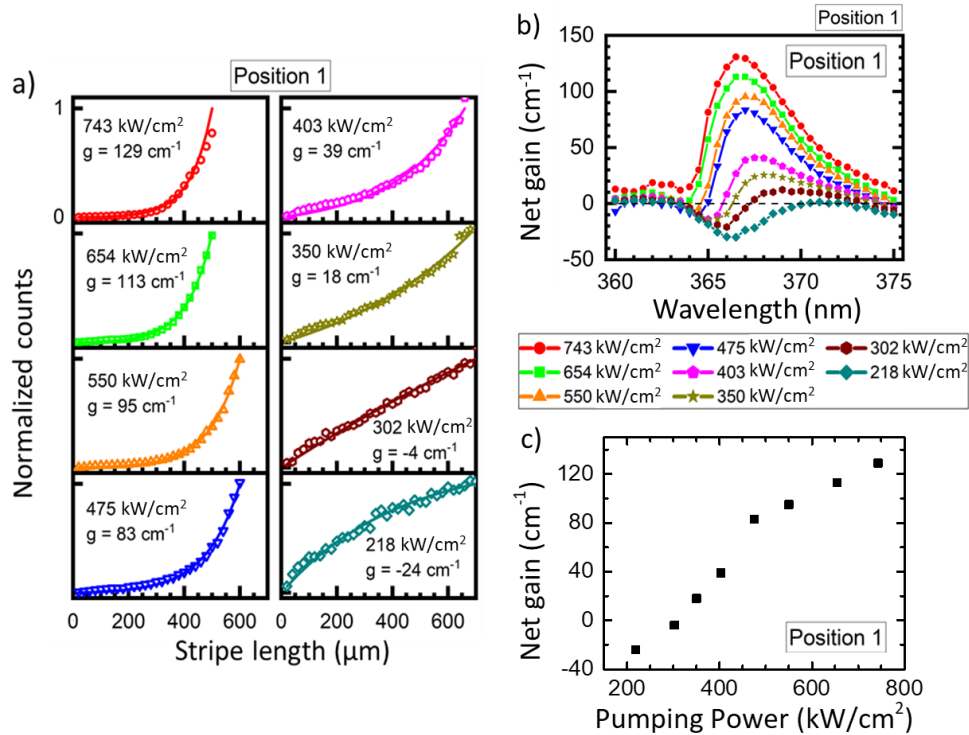 a)
Position 1
Normalized counts
1
0
743 kW/cm²
g = 129 cm⁻¹
654 kW/cm²
g = 113 cm⁻¹
550 kW/cm²
g = 95 cm⁻¹
475 kW/cm²
g = 83 cm⁻¹
403 kW/cm²
g = 39 cm⁻¹
350 kW/cm²
g = 18 cm⁻¹
302 kW/cm²
g = -4 cm⁻¹
218 kW/cm²
g = -24 cm⁻¹
0 200 400 600 0 200 400 600
Stripe length (µm)
b)
Position 1
Position 1
Net gain (cm⁻¹)
150
100
50
0
-50
360 365 370 375
Wavelength (nm)
743 kW/cm² 475 kW/cm² 302 kW/cm²
654 kW/cm² 403 kW/cm² 218 kW/cm²
550 kW/cm² 350 kW/cm²
c)
Net gain (cm⁻¹)
120
80
40
0
-40
Position 1
200 400 600 800
Pumping Power (kW/cm²)